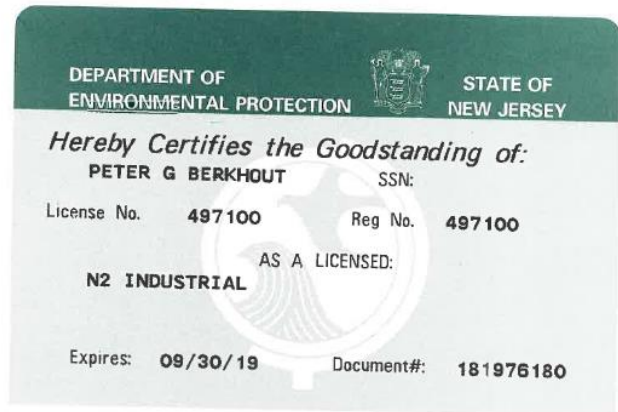 DEPARTMENT OF
ENVIRONMENTAL PROTECTION
STATE OF
NEW JERSEY
Hereby Certifies the Goodstanding of:
PETER G BERKHOUT SSN:
License No. 497100 Reg No. 497100
AS A LICENSED:
N2 INDUSTRIAL
Expires: 09/30/19 Document#: 181976180